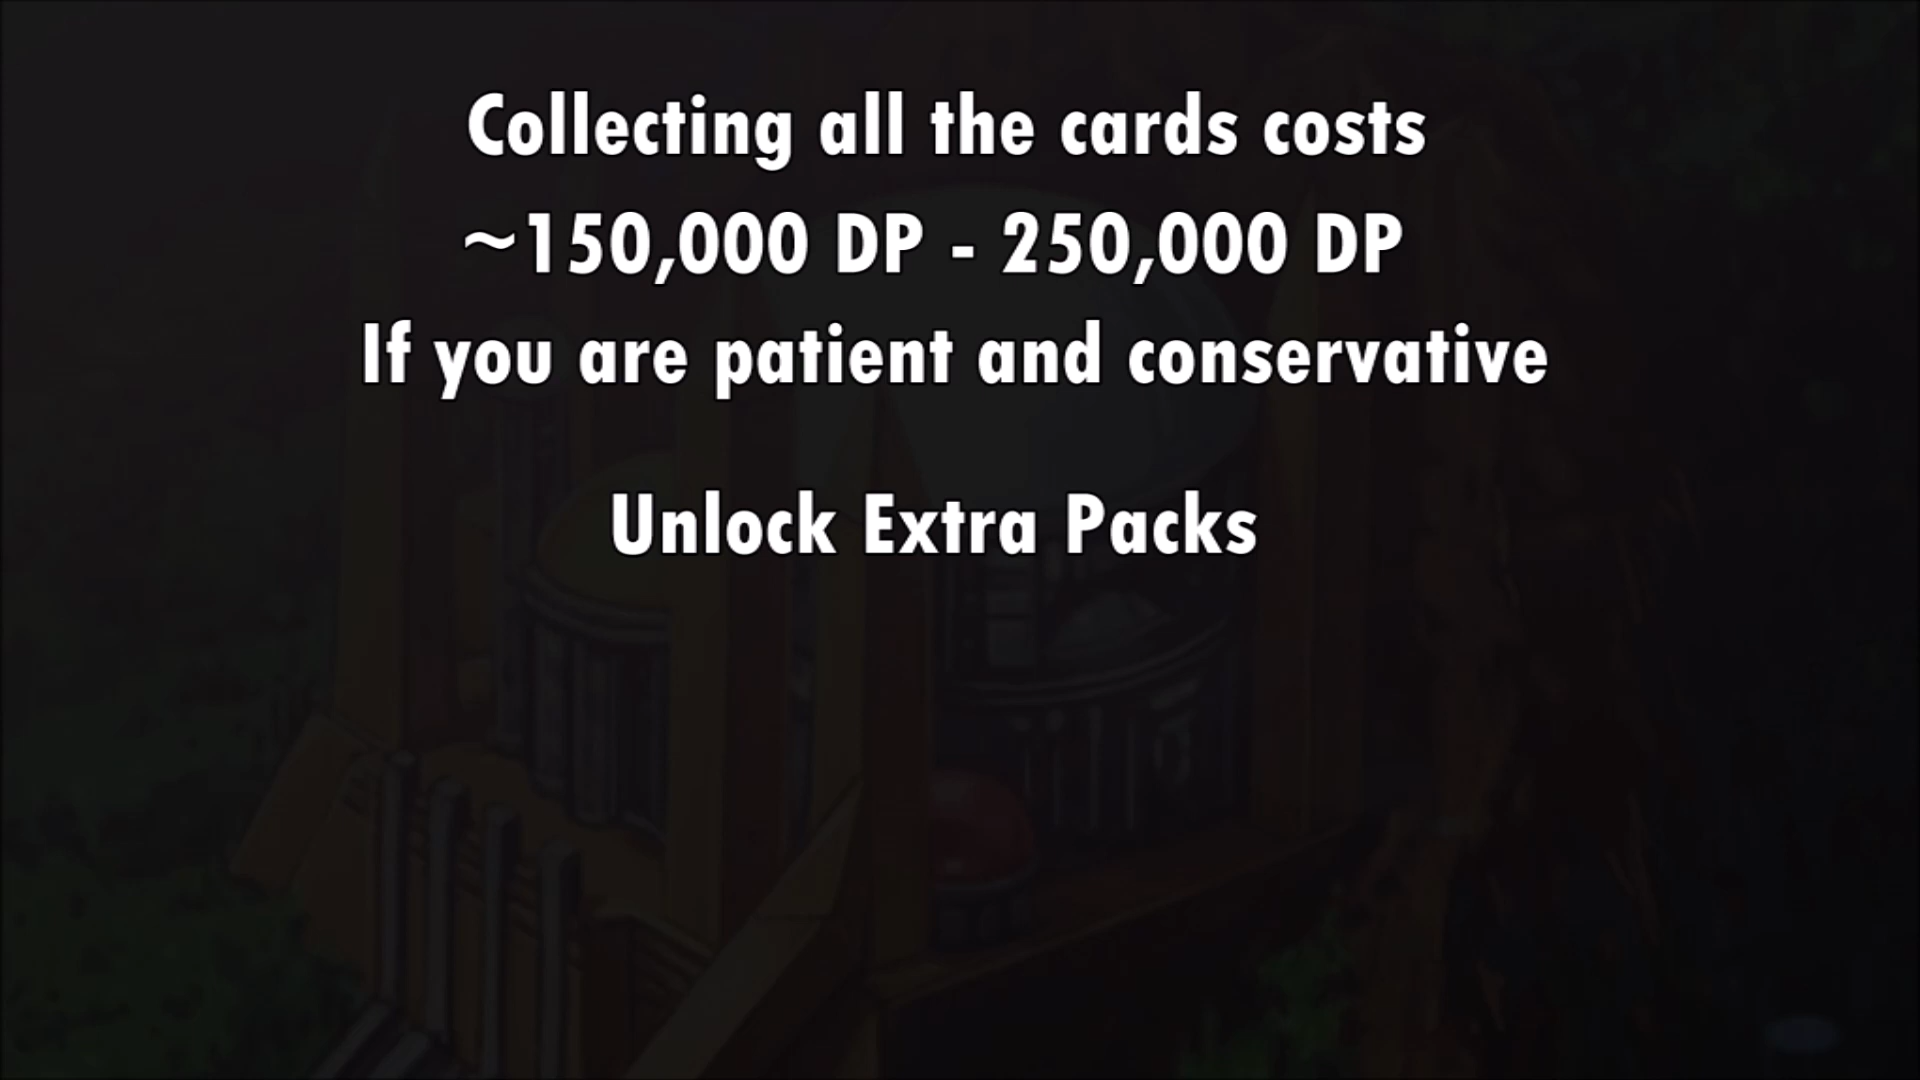 Collecting all the cards costs
~150,000 DP - 250,000 DP
If you are patient and conservative
Unlock Extra Packs